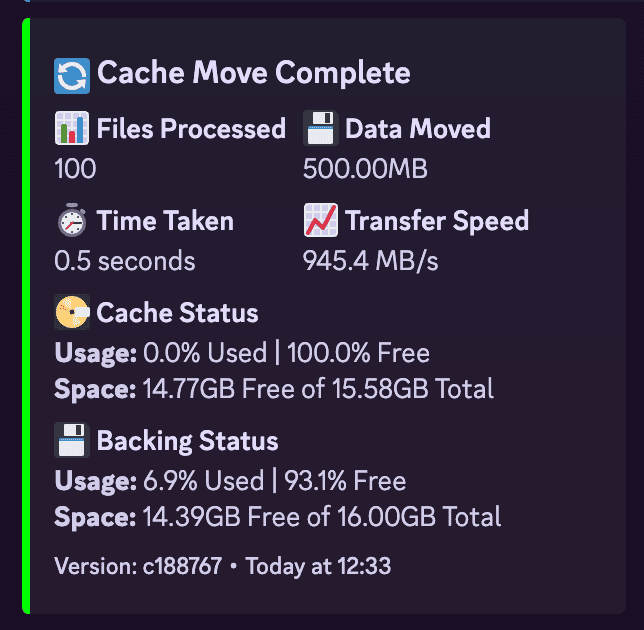 Cache Move Complete
Files Processed
100
Data Moved
500.00MB
Time Taken
0.5 seconds
Transfer Speed
945.4 MB/s
Cache Status
Usage: 0.0% Used | 100.0% Free
Space: 14.77GB Free of 15.58GB Total
Backing Status
Usage: 6.9% Used | 93.1% Free
Space: 14.39GB Free of 16.00GB Total
Version: c188767 • Today at 12:33